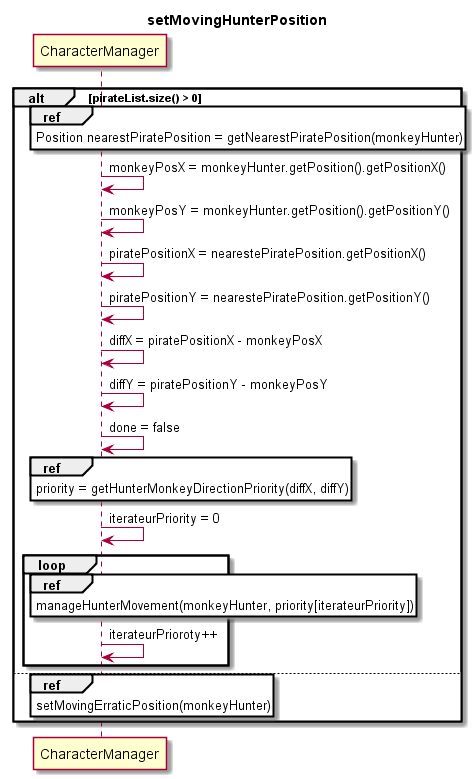 setMovingHunterPosition
CharacterManager
alt [pirateList.size() > 0]
ref
Position nearestPiratePosition = getNearestPiratePosition(monkeyHunter)
monkeyPosX = monkeyHunter.getPosition().getPositionX()
monkeyPosY = monkeyHunter.getPosition().getPositionY()
piratePositionX = nearestePiratePosition.getPositionX()
piratePositionY = nearestePiratePosition.getPositionY()
diffX = piratePositionX - monkeyPosX
diffY = piratePositionY - monkeyPosY
done = false
ref
priority = getHunterMonkeyDirectionPriority(diffX, diffY)
iterateurPriority = 0
loop
ref
manageHunterMovement(monkeyHunter, priority[iterateurPriority])
iterateurPrioroty++
ref
setMovingErraticPosition(monkeyHunter)
CharacterManager